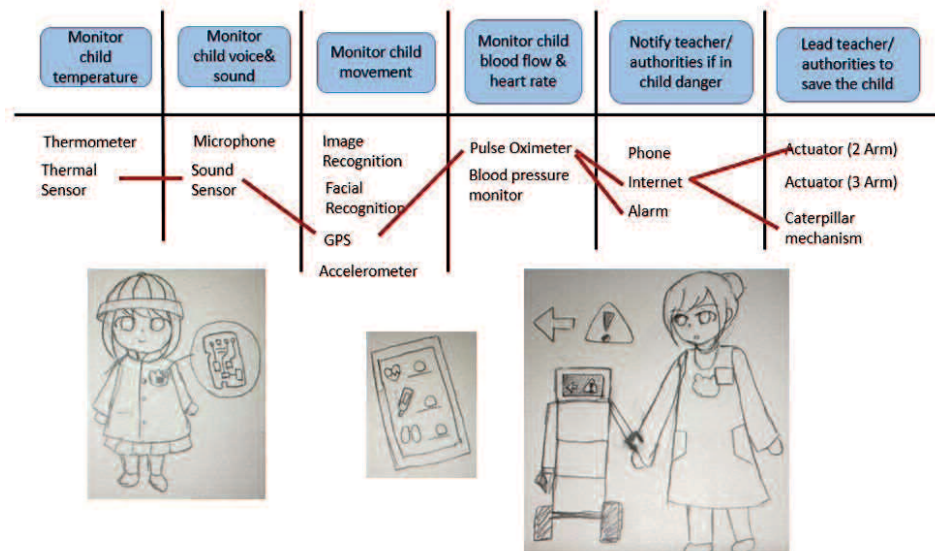 Monitor
child
temperature
Monitor
child voice&
sound
Monitor child
movement
Monitor child
blood flow &
heart rate
Notify teacher/
authorities if in
child danger
Lead teacher/
authorities to
save the child
Thermometer
Thermal
Sensor
Microphone
Sound
Sensor
Image
Recognition
Facial
Recognition
GPS
Accelerometer
Pulse Oximeter
Blood pressure
monitor
Phone
Internet
Alarm
Actuator (2 Arm)
Actuator (3 Arm)
Caterpillar
mechanism